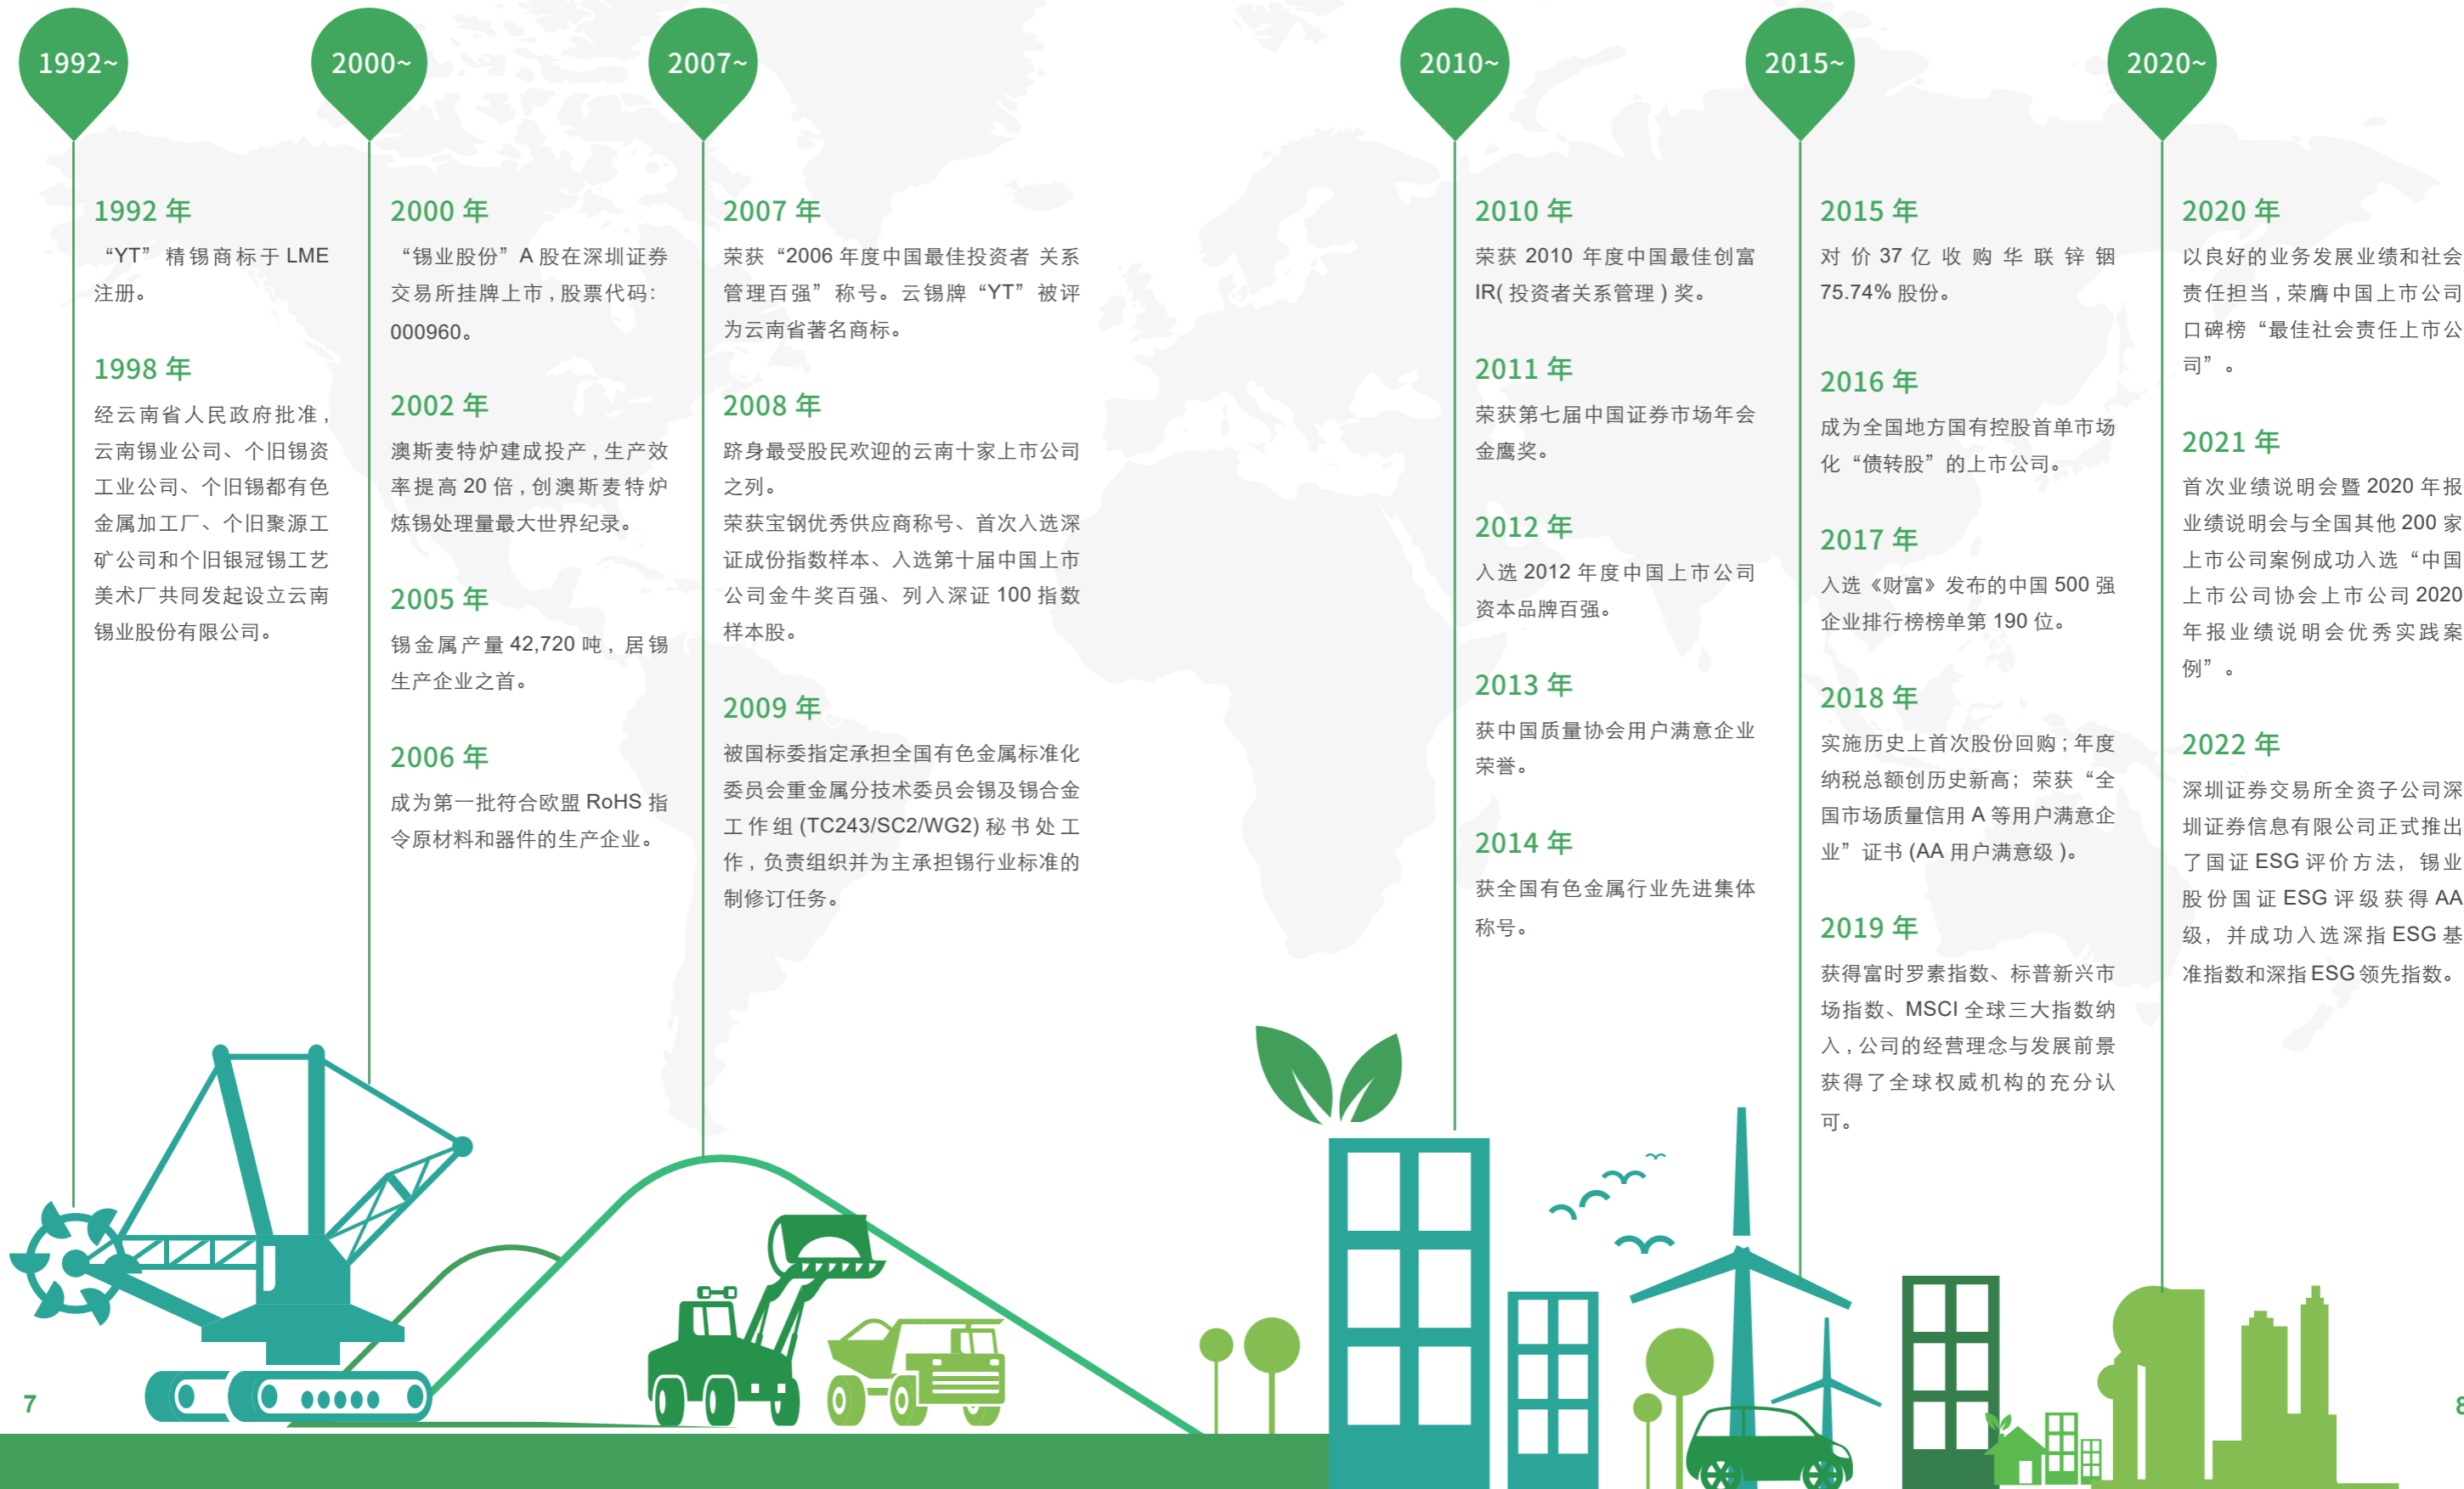 1992~
1992 年
“YT”精锡商标于 LME
注册。
1998 年
经云南省人民政府批准，
云南锡业公司、个旧锡资
工业公司、个旧锡都有色
金属加工厂、个旧聚源工
矿公司和个旧银冠锡工艺
美术厂共同发起设立云南
锡业股份有限公司。
2000~
2000 年
“锡业股份”A 股在深圳证券
交易所挂牌上市，股票代码：
000960。
2002 年
澳斯麦特炉建成投产，生产效
率提高 20 倍，创澳斯麦特炉
炼锡处理量最大世界纪录。
2005 年
锡金属产量 42,720 吨，居锡
生产企业之首。
2006 年
成为第一批符合欧盟 RoHS 指
令原材料和器件的生产企业。
2007~
2007 年
荣获“2006 年度中国最佳投资者 关系
管理百强”称号。云锡牌“YT”被评
为云南省著名商标。
2008 年
跻身最受股民欢迎的云南十家上市公司
之列。
荣获宝钢优秀供应商称号、首次入选深
证成份指数样本、入选第十届中国上市
公司金牛奖百强、列入深证 100 指数
样本股。
2009 年
被国标委指定承担全国有色金属标准化
委员会重金属分技术委员会锡及锡合金
工作组 (TC243/SC2/WG2) 秘书处工
作，负责组织并为主承担锡行业标准的
制修订任务。
2010~
2010 年
荣获 2010 年度中国最佳创富
IR( 投资者关系管理 ) 奖。
2011 年
荣获第七届中国证券市场年会
金鹰奖。
2012 年
入选 2012 年度中国上市公司
资本品牌百强。
2013 年
获中国质量协会用户满意企业
荣誉。
2014 年
获全国有色金属行业先进集体
称号。
2015~
2015 年
对价 37 亿收购华联锌铟
75.74% 股份。
2016 年
成为全国地方国有控股首单市场
化“债转股”的上市公司。
2017 年
入选《财富》发布的中国 500 强
企业排行榜榜单第 190 位。
2018 年
实施历史上首次股份回购；年度
纳税总额创历史新高；荣获“全
国市场质量信用 A 等用户满意企
业”证书 (AA 用户满意级 )。
2019 年
获得富时罗素指数、标普新兴市
场指数、MSCI 全球三大指数纳
入，公司的经营理念与发展前景
获得了全球权威机构的充分认
可。
2020~
2020 年
以良好的业务发展业绩和社会
责任担当，荣膺中国上市公司
口碑榜“最佳社会责任上市公
司”。
2021 年
首次业绩说明会暨 2020 年报
业绩说明会与全国其他 200 家
上市公司案例成功入选“中国
上市公司协会上市公司 2020
年报业绩说明会优秀实践案
例”。
2022 年
深圳证券交易所全资子公司深
圳证券信息有限公司正式推出
了国证 ESG 评价方法，锡业
股份国证 ESG 评级获得 AA
级，并成功入选深指 ESG 基
准指数和深指 ESG 领先指数。
7
8